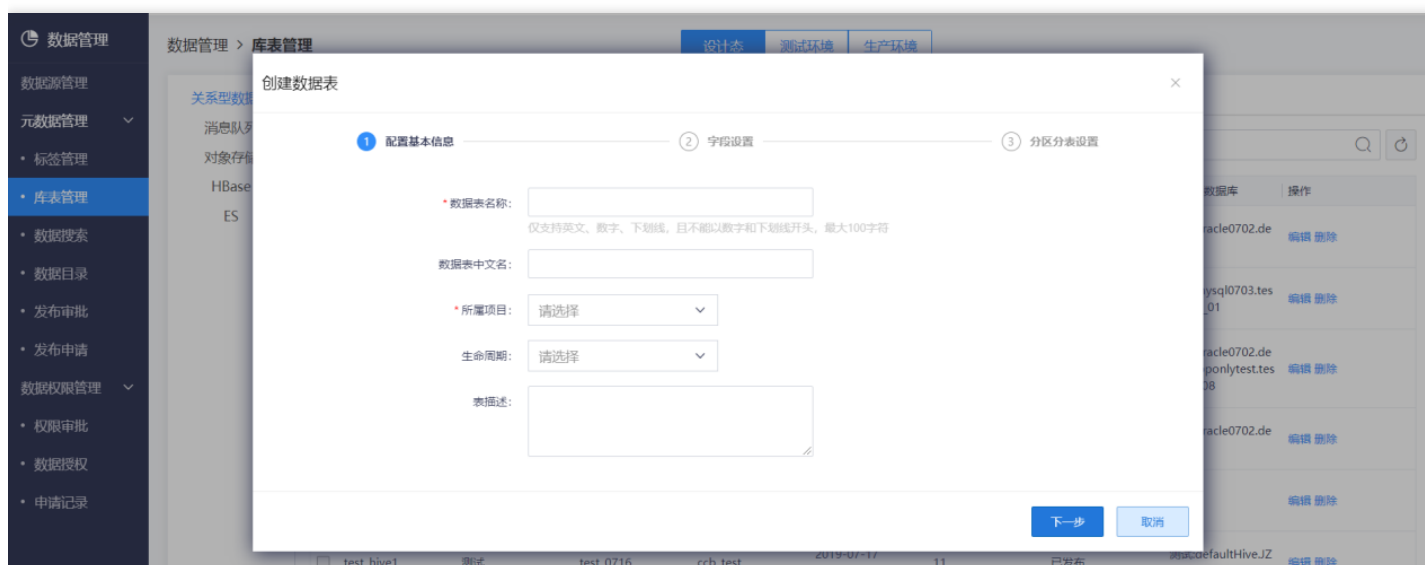 数据管理
数据源管理
元数据管理
• 标签管理
• 库表管理
• 数据搜索
• 数据目录
• 发布审批
• 发布申请
数据权限管理
• 权限审批
• 数据授权
• 申请记录
数据管理 > 库表管理
设计态 测试环境 生产环境
关系型数据
消息队列
对象存储
HBase
ES
创建数据表
1 配置基本信息
2 字段设置
3 分区分表设置
* 数据表名称:
仅支持英文、数字、下划线，且不能以数字和下划线开头，最大100字符
数据表中文名:
* 所属项目: 请选择
生命周期: 请选择
表描述:
下一步 取消
数据库 操作
racle0702.de
编辑 删除
ysql0703.tes
_01
编辑 删除
racle0702.de
ponlytest.tes
08
编辑 删除
racle0702.de
编辑 删除
编辑 删除
test_hive1 测试 test_0716 ccb_test 2019-07-17 11 已发布 测试:defaultHive.JZ 编辑 删除